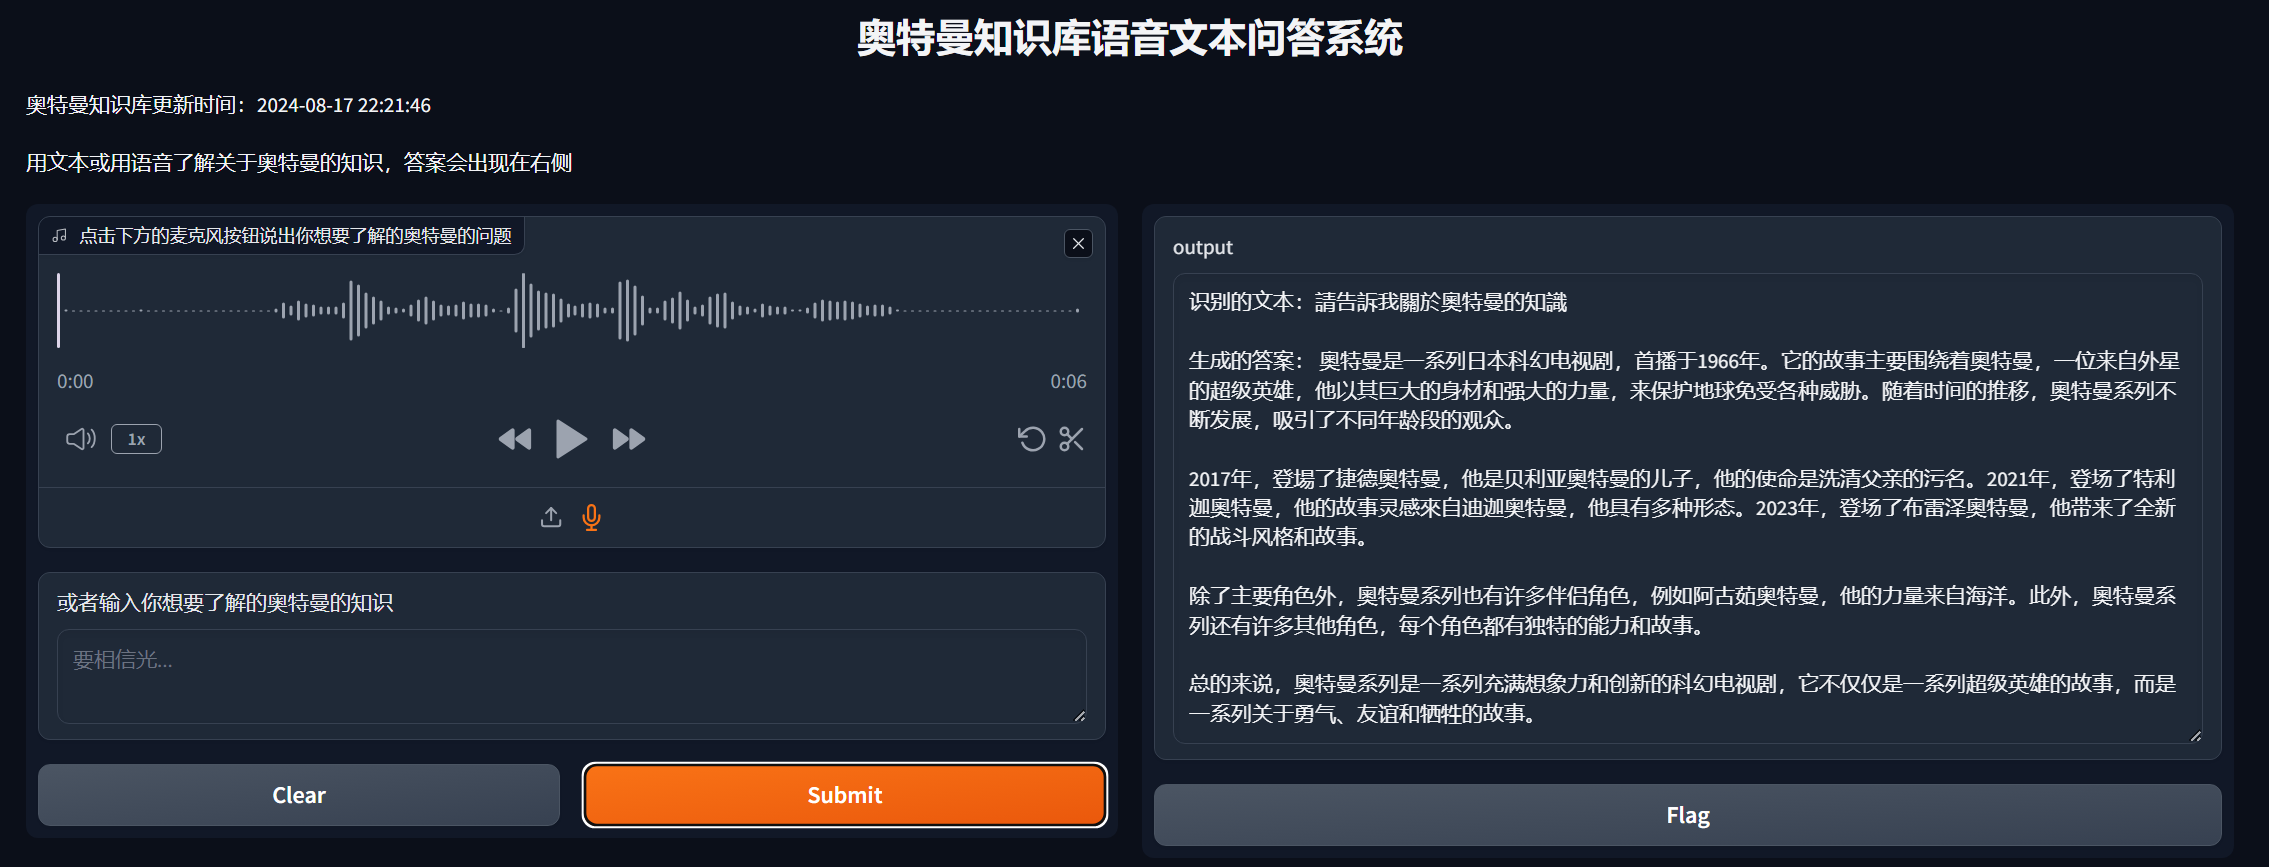 奥特曼知识库语音文本问答系统
奥特曼知识库更新时间：2024-08-17 22:21:46
用文本或用语音了解关于奥特曼的知识，答案会出现在右侧
点击下方的麦克风按钮说出你想要了解的奥特曼的问题
0:00
0:06
1x
或者输入你想要了解的奥特曼的知识
要相信光...
Clear
Submit
output
识别的文本：請告訴我關於奧特曼的知識
生成的答案： 奥特曼是一系列日本科幻电视剧，首播于1966年。它的故事主要围绕着奥特曼，一位来自外星
的超级英雄，他以其巨大的身材和强大的力量，来保护地球免受各种威胁。随着时间的推移，奥特曼系列不
断发展，吸引了不同年龄段的观众。
2017年，登場了捷德奥特曼，他是贝利亚奥特曼的儿子，他的使命是洗清父亲的污名。2021年，登场了特利
迦奥特曼，他的故事灵感來自迪迦奥特曼，他具有多种形态。2023年，登场了布雷泽奥特曼，他带来了全新
的战斗风格和故事。
除了主要角色外，奥特曼系列也有许多伴侣角色，例如阿古茹奥特曼，他的力量来自海洋。此外，奥特曼系
列还有许多其他角色，每个角色都有独特的能力和故事。
总的来说，奥特曼系列是一系列充满想象力和创新的科幻电视剧，它不仅仅是一系列超级英雄的故事，而是
一系列关于勇气、友谊和牺牲的故事。
Flag